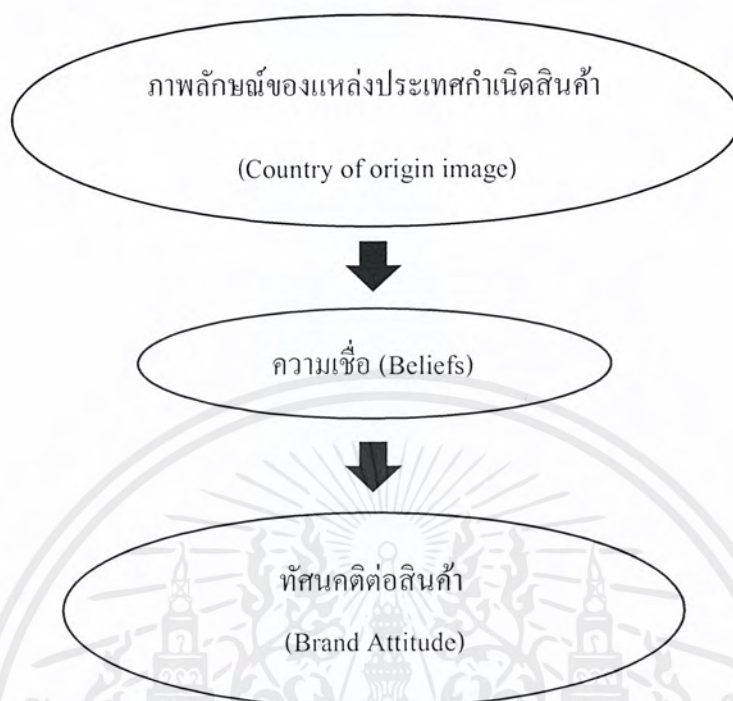 ภาพลักษณ์ของแหล่งประเทศกำเนิดสินค้า
(Country of origin image)
ความเชื่อ (Beliefs)
ทัศนคติต่อสินค้า
(Brand Attitude)